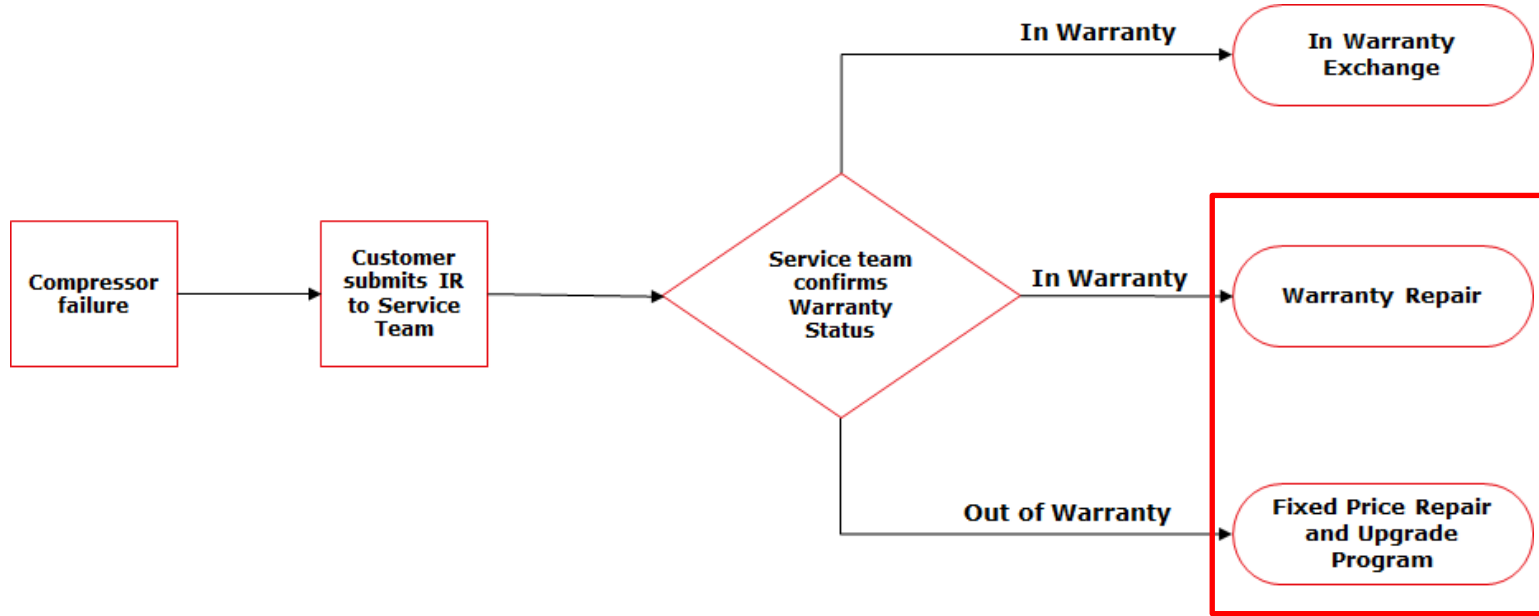 In Warranty
In Warranty
Exchange
Compressor
failure
Customer
submits IR
to Service
Team
Service team
confirms
Warranty
Status
In Warranty
Warranty Repair
Out of Warranty
Fixed Price Repair
and Upgrade
Program